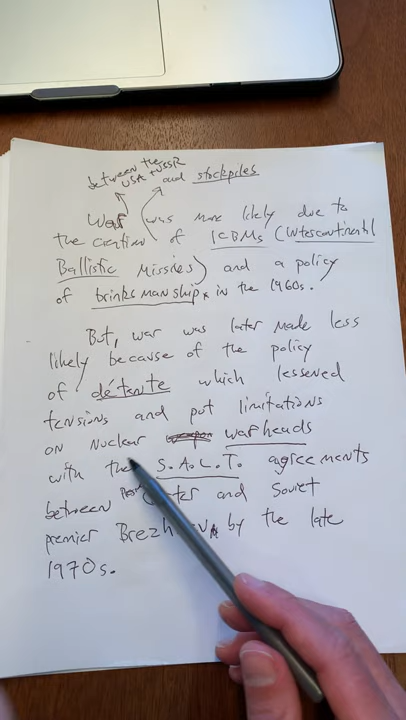 between the
USA + USSR
and stockpiles
War was more likely due to
the creation of ICBMs (Intercontinental
Ballistic Missiles) and a policy
of brinksmanship in the 1960s.
But, war was later made less
likely because of the policy
of détente which lessened
tensions and put limitations
on nuclear warheads
with the S.A.L.T. agreements
between and Soviet
premier by the late
1970s.